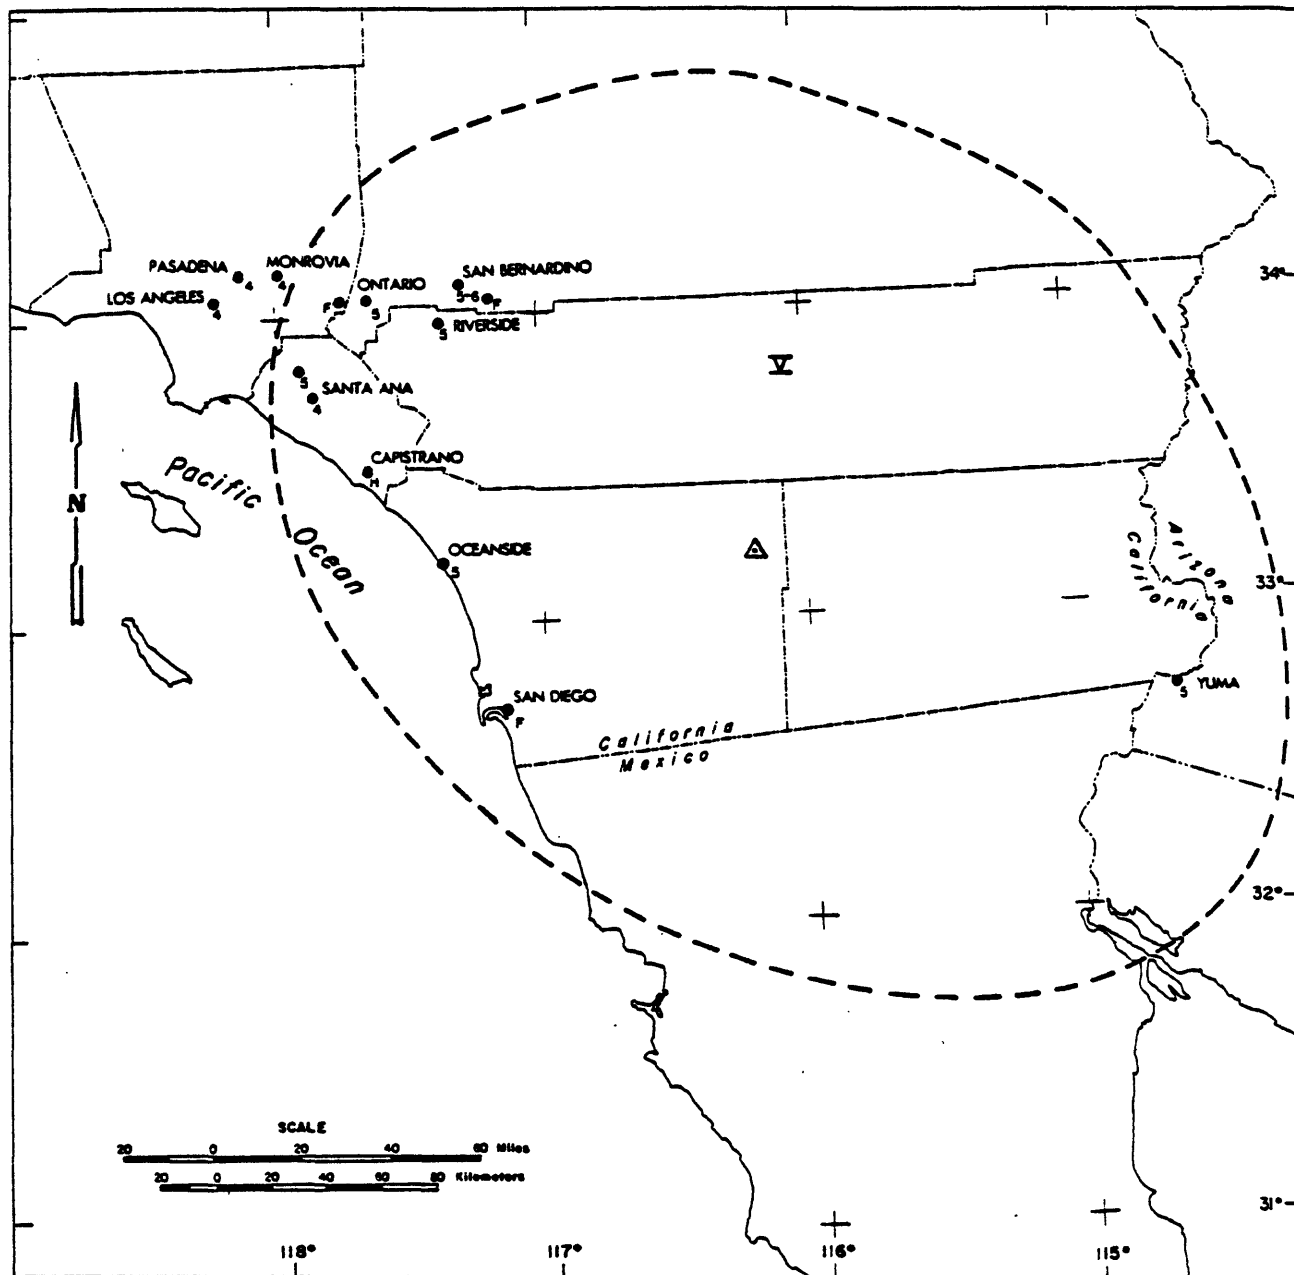 PASADENA
4
MONROVIA
4
LOS ANGELES
4
ONTARIO
F
5
SAN BERNARDINO
5-6
F
5
RIVERSIDE
34°
V
5
SANTA ANA
4
CAPISTRANO
H
Pacific
Ocean
N
OCEANSIDE
5
Arizona
California
33°
SAN DIEGO
F
5
YUMA
California
Mexico
32°
SCALE
20 0 20 40 60 Miles
20 0 20 40 60 80 Kilometers
31°
118° 117° 116° 115°